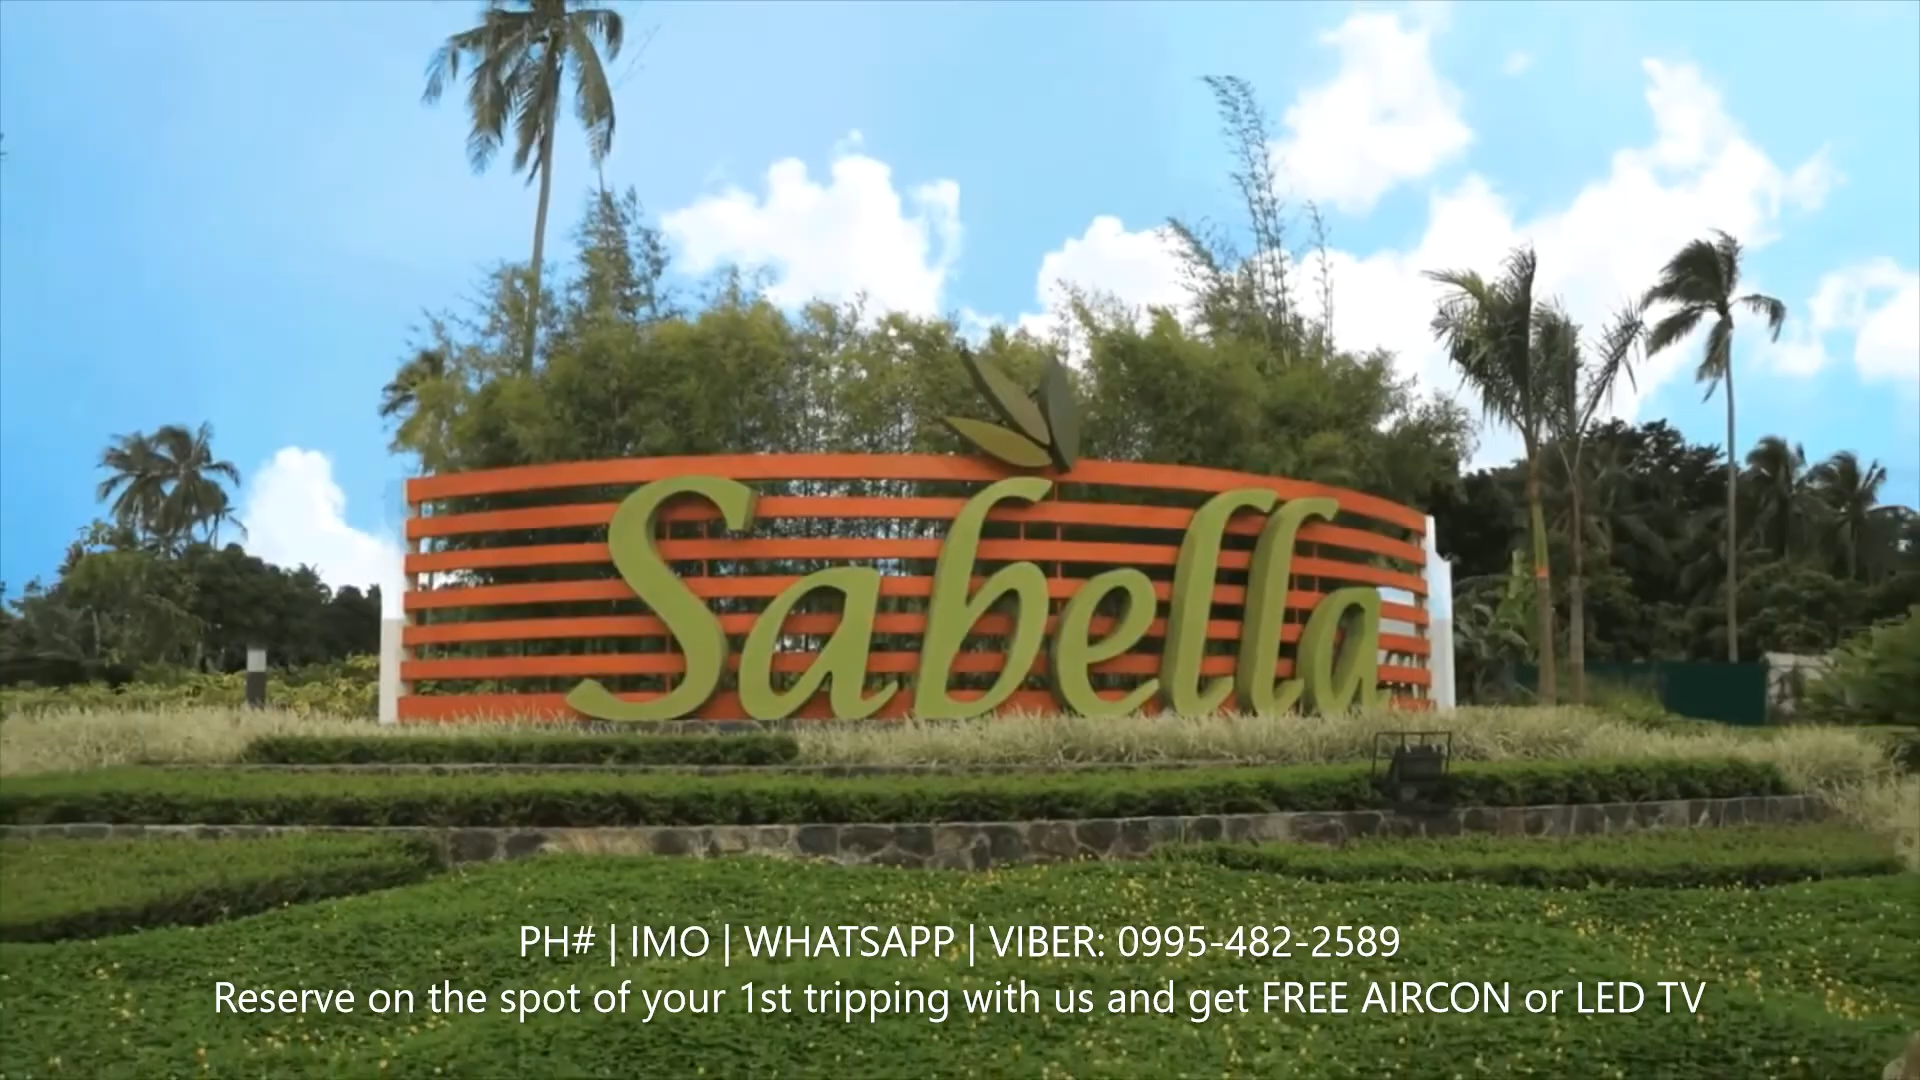 Sabella
PH# | IMO | WHATSAPP | VIBER: 0995-482-2589
Reserve on the spot of your 1st tripping with us and get FREE AIRCON or LED TV